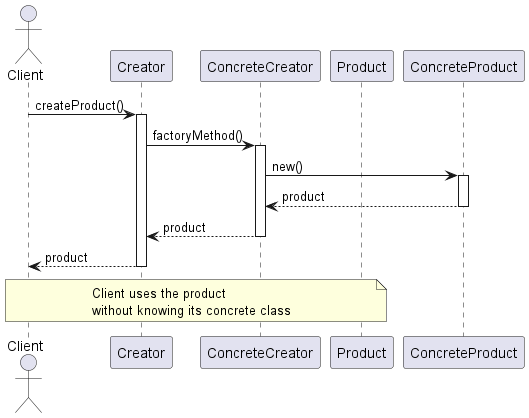 Client
Creator
ConcreteCreator
Product
ConcreteProduct
createProduct()
factoryMethod()
new()
product
product
product
Client uses the product
without knowing its concrete class
Client
Creator
ConcreteCreator
Product
ConcreteProduct